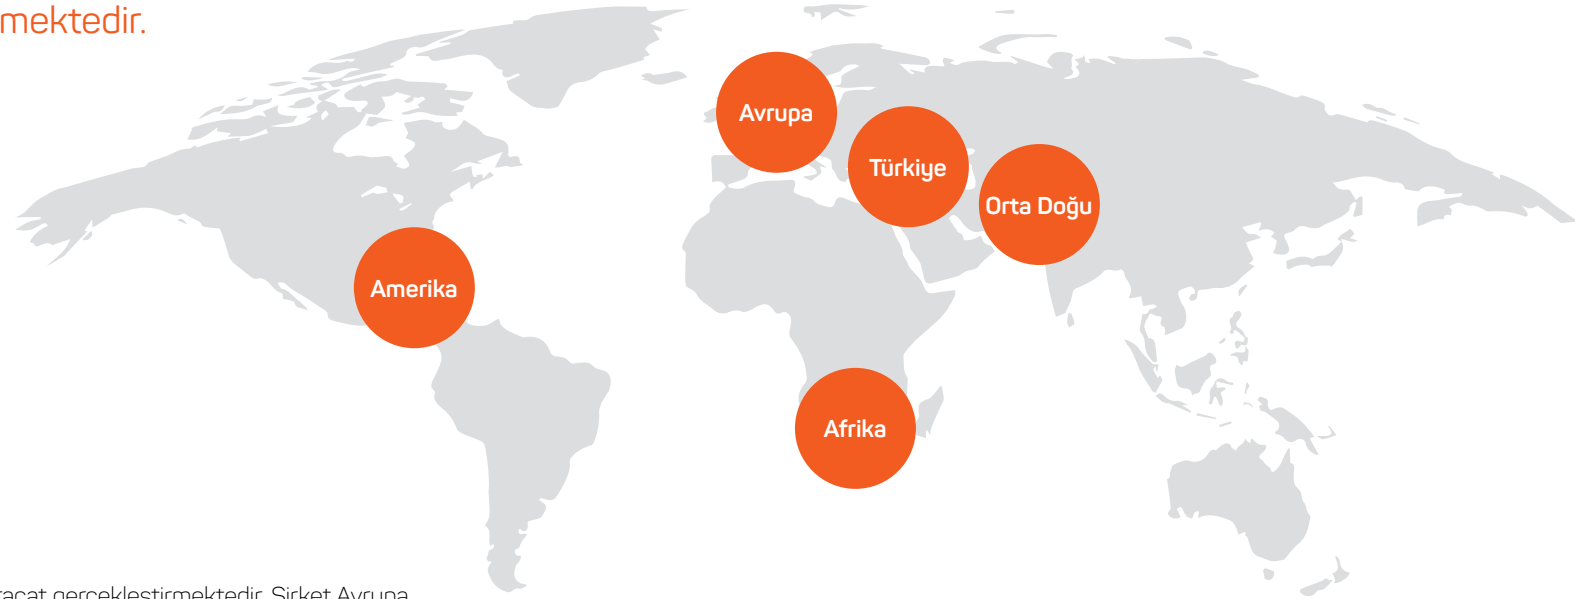 mektedir.
Avrupa
Türkiye
Orta Doğu
Amerika
Afrika
gerçekleştirmektedir. Şirket Avrupa